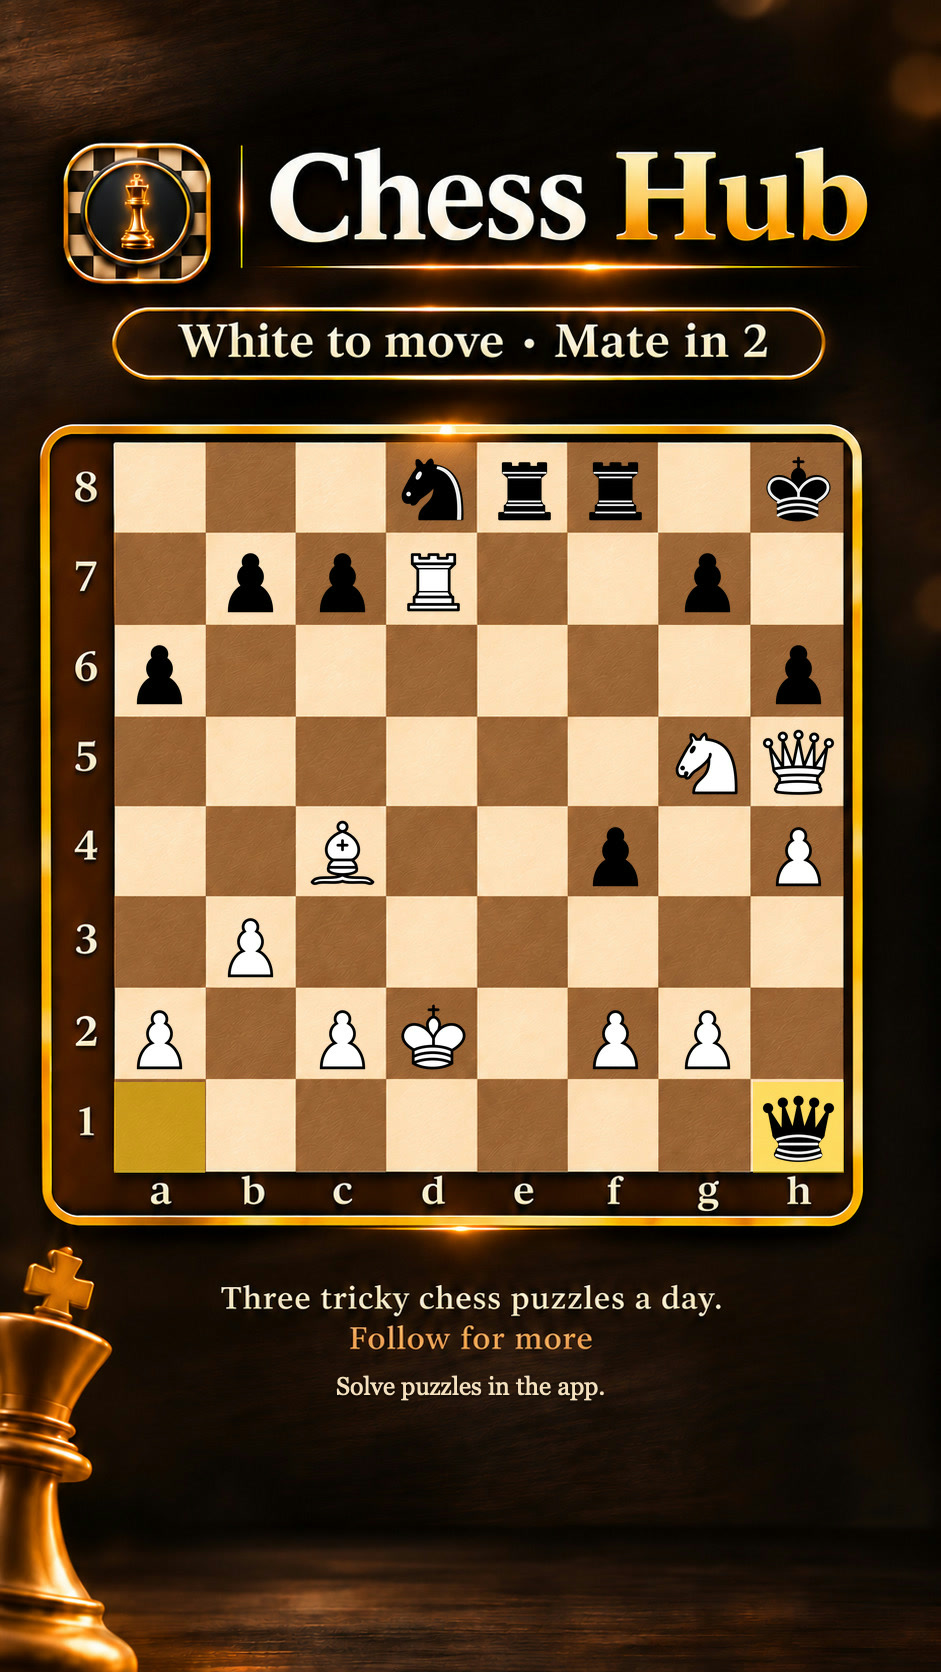 Chess Hub
White to move • Mate in 2
8
7
6
5
4
3
2
1
a b c d e f g h
Three tricky chess puzzles a day.
Follow for more
Solve puzzles in the app.